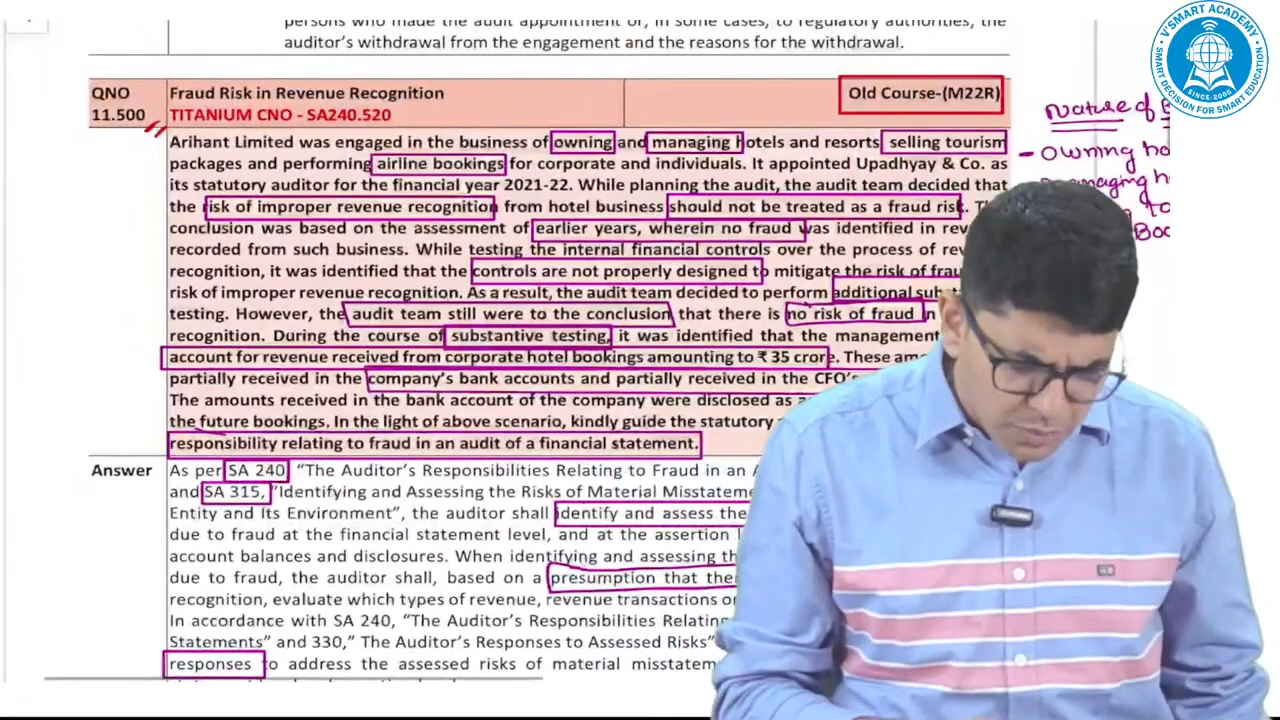 persons who made the audit appointment or, in some cases, to regulatory authorities, the
auditor's withdrawal from the engagement and the reasons for the withdrawal.
V'SMART ACADEMY
SMART DECISION FOR SMART EDUCATION
SINCE-2005
QNO
11.500
Fraud Risk in Revenue Recognition
TITANIUM CNO - SA240.520
Old Course-(M22R)
Arihant Limited was engaged in the business of owning and managing hotels and resorts selling tourism
packages and performing airline bookings for corporate and individuals. It appointed Upadhyay & Co. as
its statutory auditor for the financial year 2021-22. While planning the audit, the audit team decided that
the risk of improper revenue recognition from hotel business should not be treated as a fraud risk.
conclusion was based on the assessment of earlier years, wherein no fraud was identified in
recorded from such business. While testing the internal financial controls over the process of
recognition, it was identified that the controls are not properly designed to mitigate the risk of
risk of improper revenue recognition. As a result, the audit team decided to perform additional
testing. However, the audit team still were to the conclusion that there is no risk of fraud in
recognition. During the course of substantive testing, it was identified that the management
account for revenue received from corporate hotel bookings amounting to ₹ 35 crore. These
partially received in the company's bank accounts and partially received in the CFO's
The amounts received in the bank account of the company were disclosed as
the future bookings. In the light of above scenario, kindly guide the statutory
responsibility relating to fraud in an audit of a financial statement.
Answer
As per SA 240 "The Auditor's Responsibilities Relating to Fraud in an
and SA 315, "Identifying and Assessing the Risks of Material
Entity and Its Environment", the auditor shall identify and assess the
due to fraud at the financial statement level, and at the assertion
account balances and disclosures. When identifying and assessing
due to fraud, the auditor shall, based on a presumption that
recognition, evaluate which types of revenue, revenue transactions
In accordance with SA 240, "The Auditor's Responsibilities Relating
Statements" and 330," The Auditor's Responses to Assessed Risks"
responses to address the assessed risks of material
Nature of
- Owning
managing